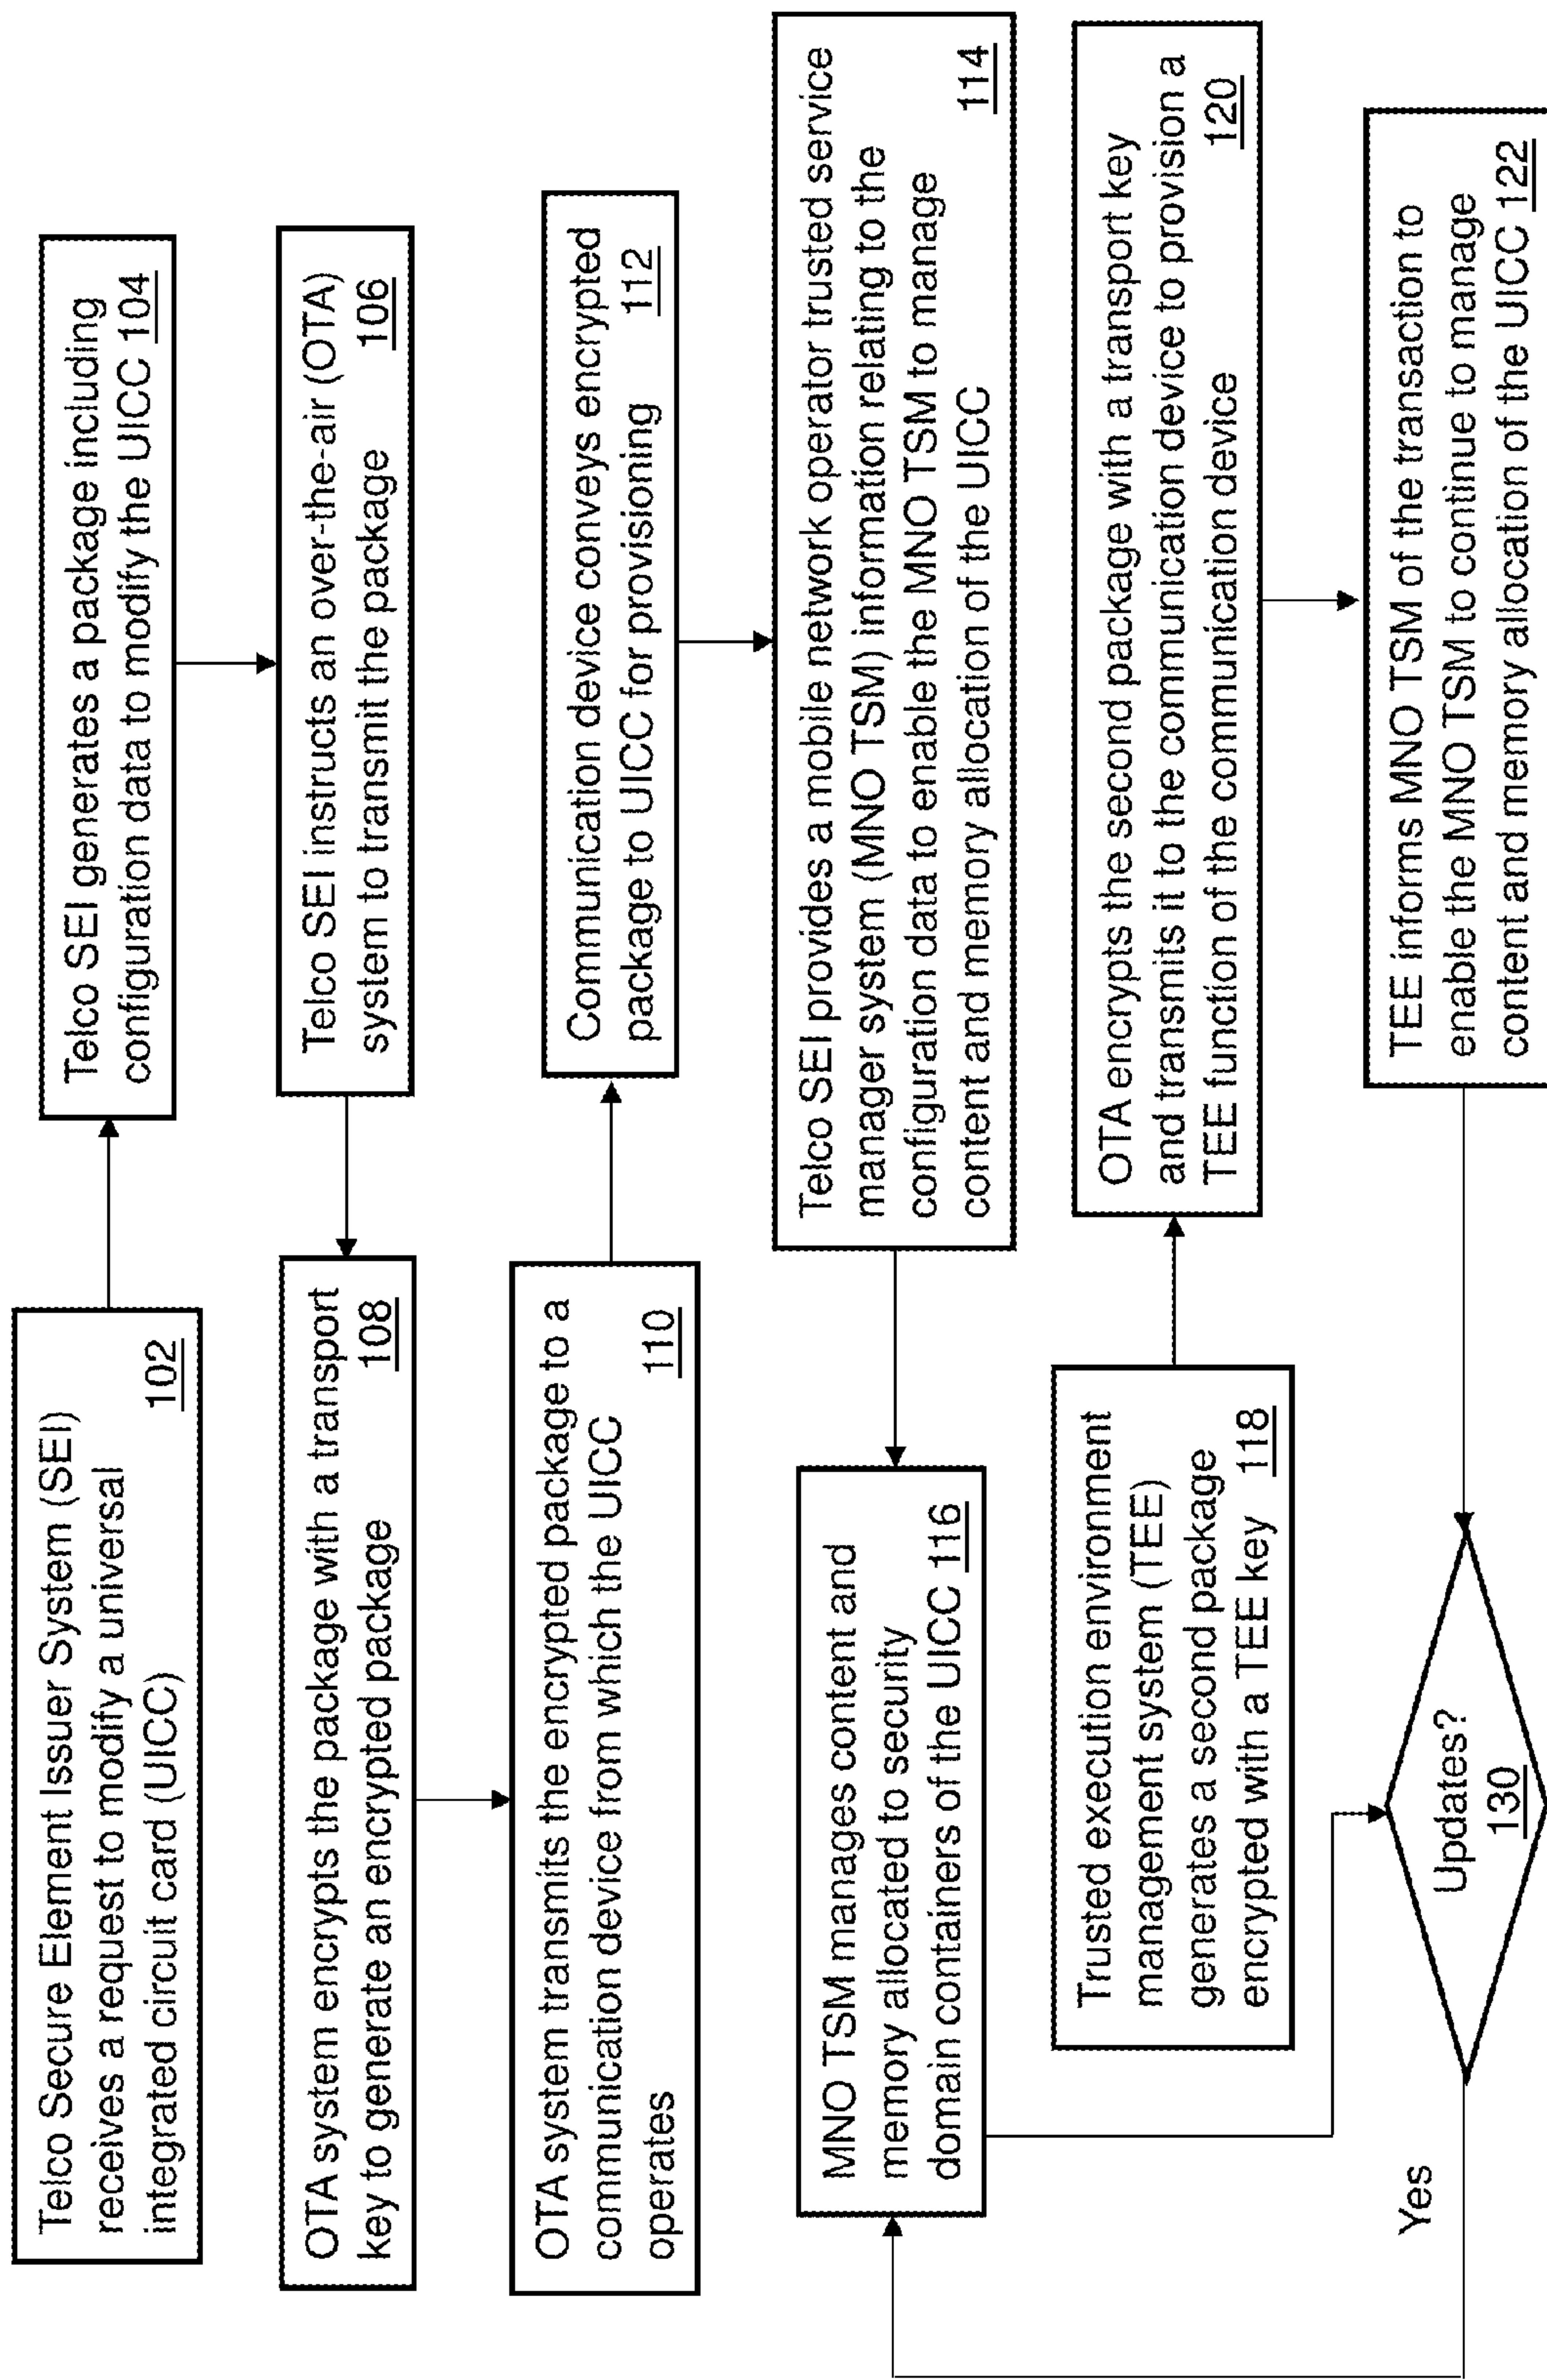 Telco Secure Element Issuer System (SEI)
receives a request to modify a universal
integrated circuit card (UICC) 102
Telco SEI generates a package including
configuration data to modify the UICC 104
Telco SEI instructs an over-the-air (OTA)
system to transmit the package 106
OTA system encrypts the package with a transport
key to generate an encrypted package 108
OTA system transmits the encrypted package to a
communication device from which the UICC
operates 110
Communication device conveys encrypted
package to UICC for provisioning 112
Telco SEI provides a mobile network operator trusted service
manager system (MNO TSM) information relating to the
configuration data to enable the MNO TSM to manage
content and memory allocation of the UICC 114
MNO TSM manages content and
memory allocated to security
domain containers of the UICC 116
Trusted execution environment
management system (TEE)
generates a second package
encrypted with a TEE key 118
OTA encrypts the second package with a transport key
and transmits it to the communication device to provision a
TEE function of the communication device 120
TEE informs MNO TSM of the transaction to
enable the MNO TSM to continue to manage
content and memory allocation of the UICC 122
Updates?
130
Yes